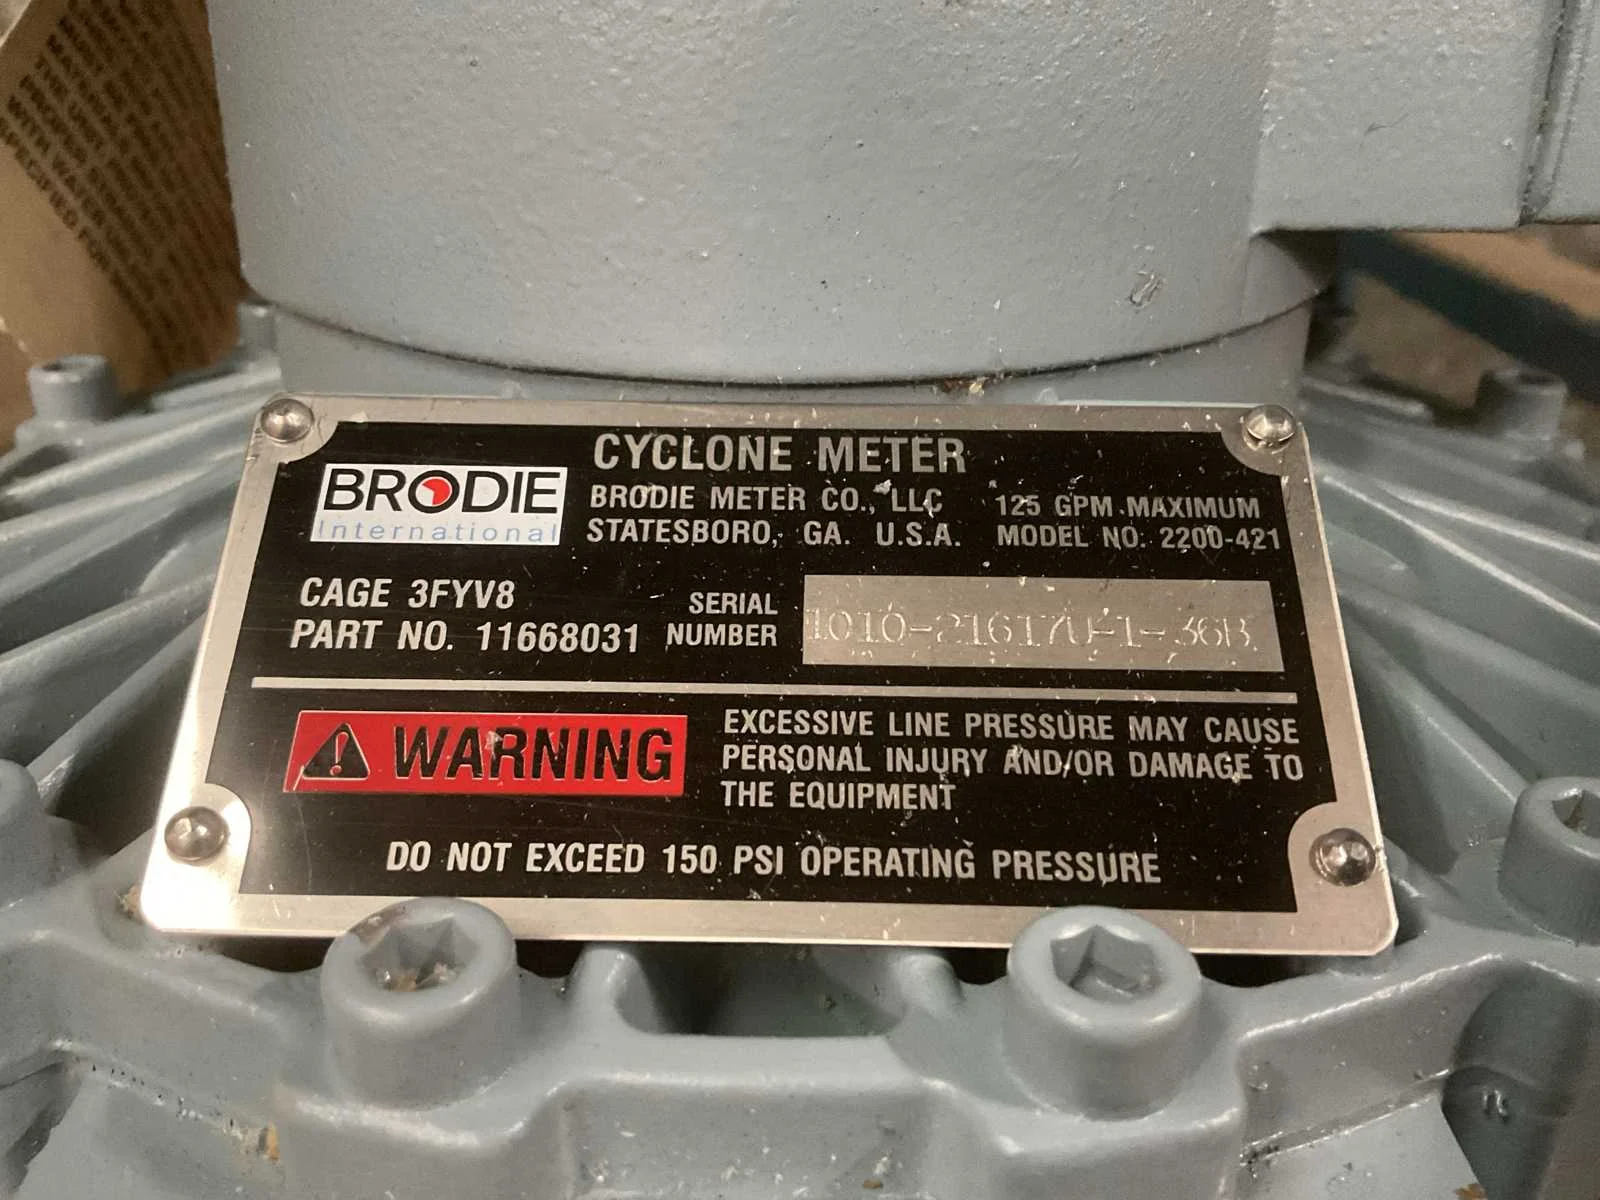 CYCLONE METER
BRODIE
International
BRODIE METER CO., LLC
STATESBORO, GA. U.S.A.
125 GPM MAXIMUM
MODEL NO. 2200-421
CAGE 3FYV8
PART NO. 11668031
SERIAL
NUMBER
WARNING
EXCESSIVE LINE PRESSURE MAY CAUSE
PERSONAL INJURY AND/OR DAMAGE TO
THE EQUIPMENT
DO NOT EXCEED 150 PSI OPERATING PRESSURE